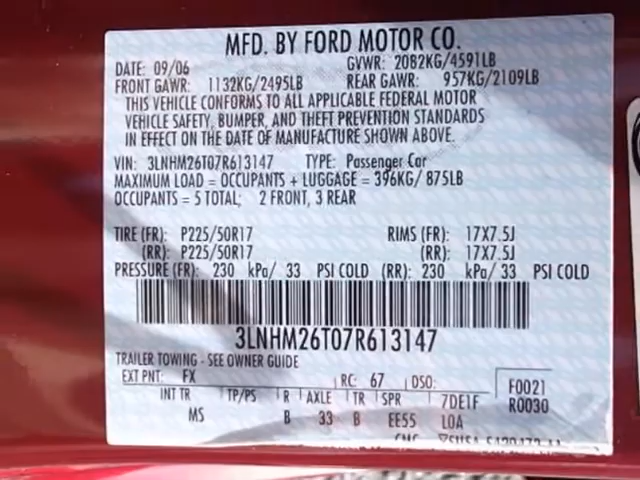 MFD. BY FORD MOTOR CO.
DATE: 09/06 GVWR: 2082KG/4591LB
FRONT GAWR: 1132KG/2495LB REAR GAWR: 957KG/2109LB
THIS VEHICLE CONFORMS TO ALL APPLICABLE FEDERAL MOTOR
VEHICLE SAFETY, BUMPER, AND THEFT PREVENTION STANDARDS
IN EFFECT ON THE DATE OF MANUFACTURE SHOWN ABOVE.
VIN: 3LNHM26T07R613147 TYPE: Passenger Car
MAXIMUM LOAD = OCCUPANTS + LUGGAGE = 396KG/ 875LB
OCCUPANTS = 5 TOTAL; 2 FRONT, 3 REAR
TIRE (FR): P225/50R17 RIMS (FR): 17X7.5J
(RR): P225/50R17 (RR): 17X7.5J
PRESSURE (FR): 230 kPa/ 33 PSI COLD (RR): 230 kPa/ 33 PSI COLD
3LNHM26T07R613147
TRAILER TOWING - SEE OWNER GUIDE
EXT PNT: FX RC: 67 DSO: F0021
INT TR TP/PS R AXLE TR SPR 7DE1F R0030
MS B 33 B EE55 LOA